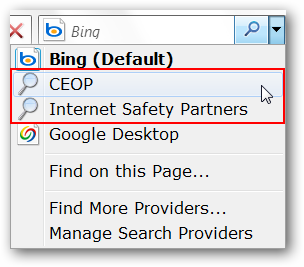 Bing
Bing (Default)
CEOP
Internet Safety Partners
Google Desktop
Find on this Page...
Find More Providers...
Manage Search Providers